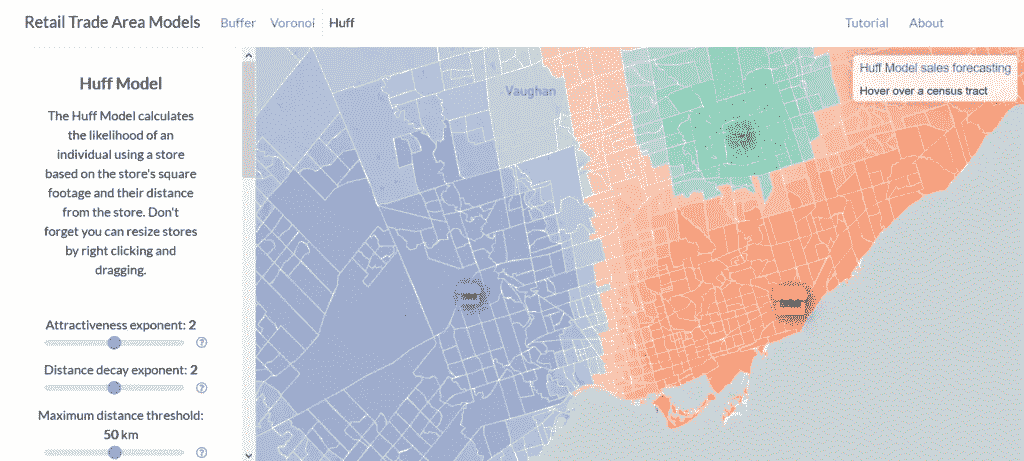 Retail Trade Area Models Buffer Voronoi Huff Tutorial About
Huff Model
The Huff Model calculates
the likelihood of an
individual using a store
based on the store's square
footage and their distance
from the store. Don't
forget you can resize stores
by right clicking and
dragging.
Attractiveness exponent: 2
Distance decay exponent: 2
Maximum distance threshold:
50 km
Vaughan
Huff Model sales forecasting
Hover over a census tract